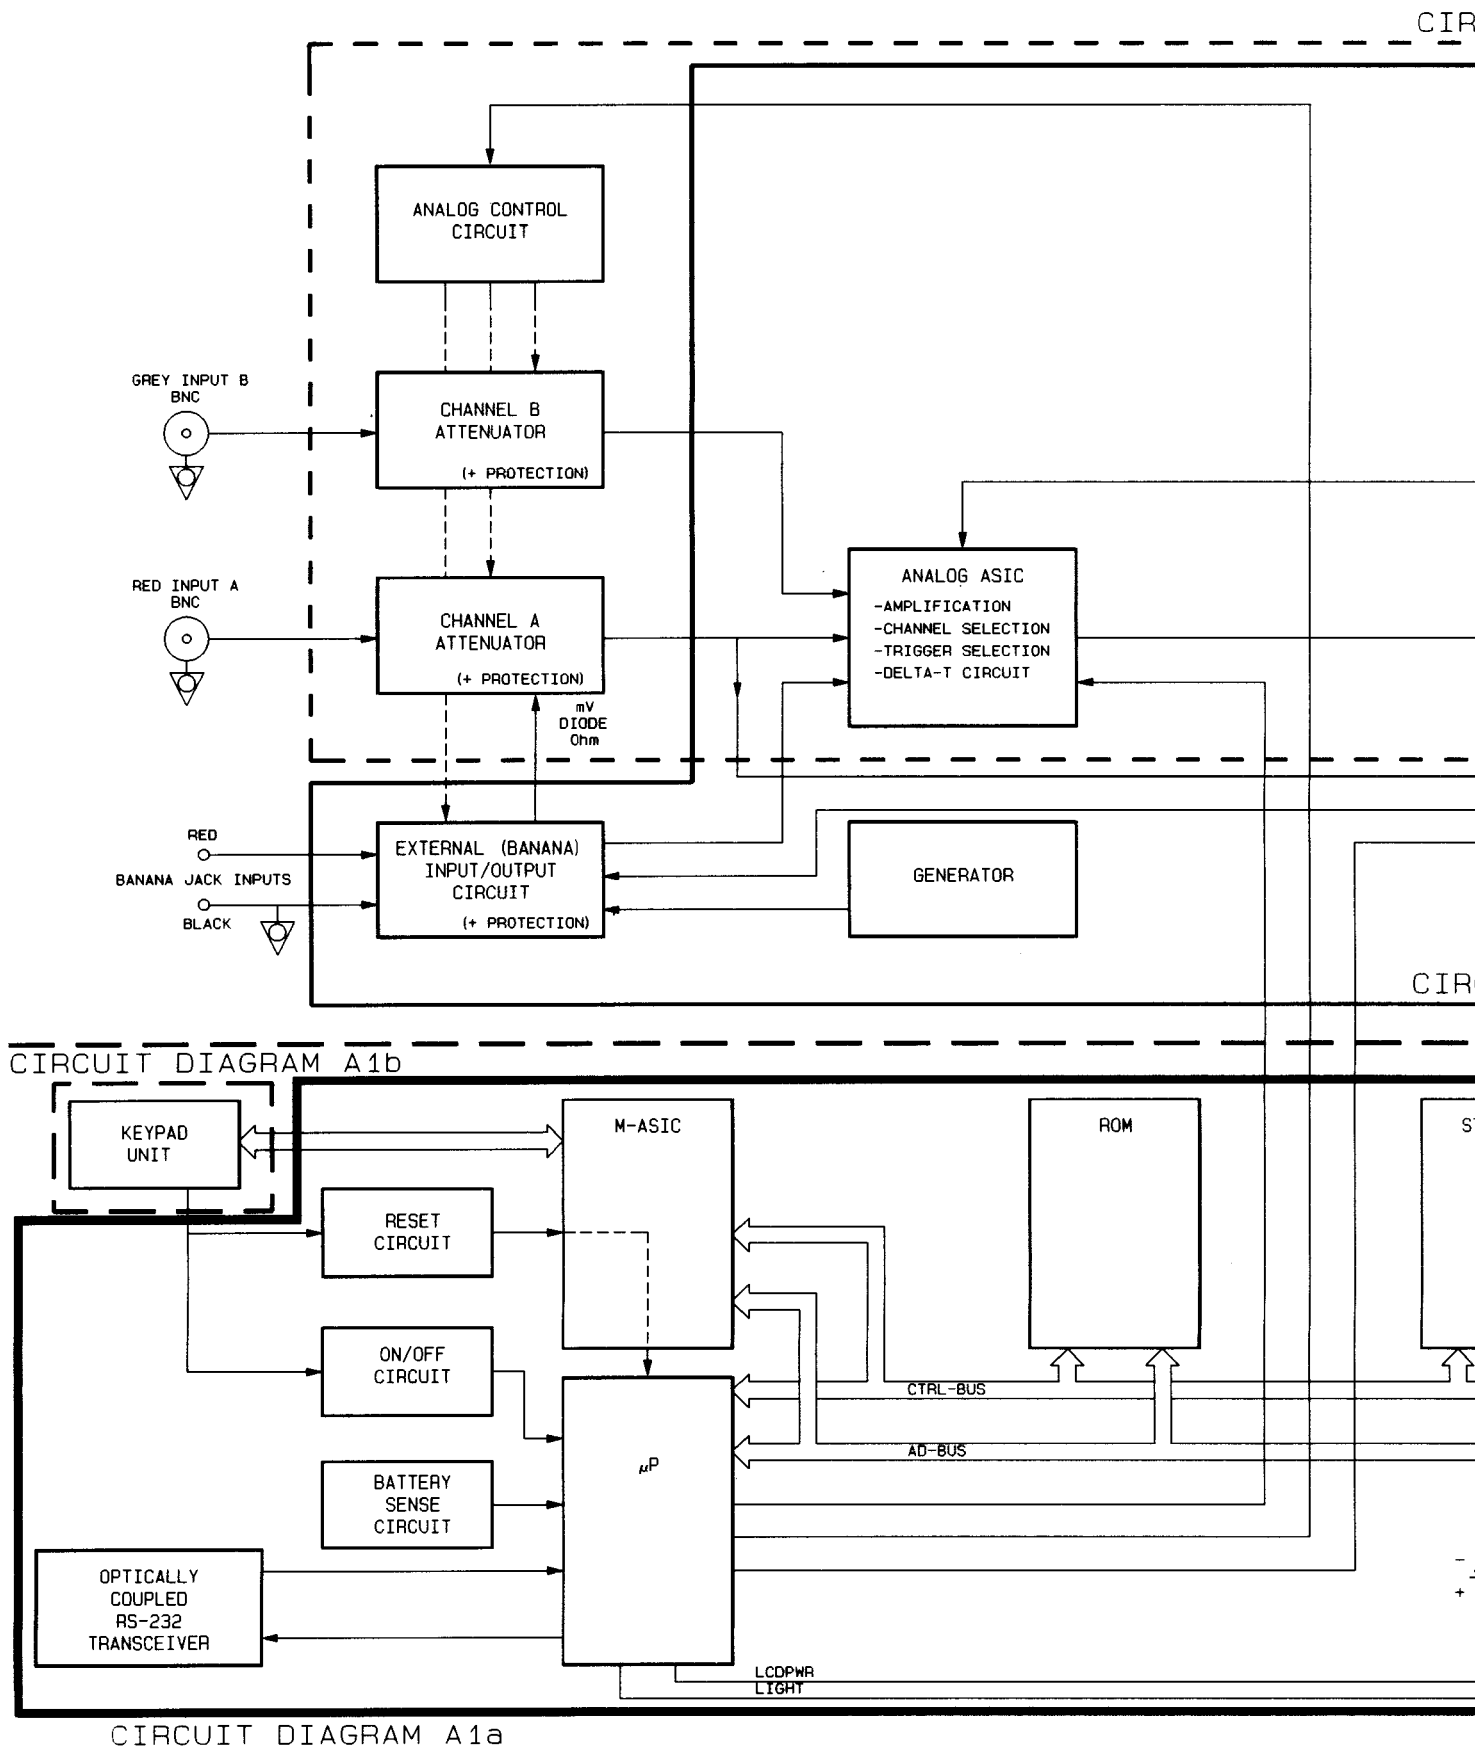 CIR
ANALOG CONTROL
CIRCUIT
GREY INPUT B
BNC
CHANNEL B
ATTENUATOR
(+ PROTECTION)
RED INPUT A
BNC
CHANNEL A
ATTENUATOR
(+ PROTECTION)
mV
DIODE
Ohm
ANALOG ASIC
-AMPLIFICATION
-CHANNEL SELECTION
-TRIGGER SELECTION
-DELTA-T CIRCUIT
RED
BANANA JACK INPUTS
BLACK
EXTERNAL (BANANA)
INPUT/OUTPUT
CIRCUIT
(+ PROTECTION)
GENERATOR
CIR
CIRCUIT DIAGRAM A1b
KEYPAD
UNIT
M-ASIC
ROM
ST
RESET
CIRCUIT
ON/OFF
CIRCUIT
CTRL-BUS
AD-BUS
µP
BATTERY
SENSE
CIRCUIT
OPTICALLY
COUPLED
RS-232
TRANSCEIVER
-
+
LCDPWR
LIGHT
CIRCUIT DIAGRAM A1a